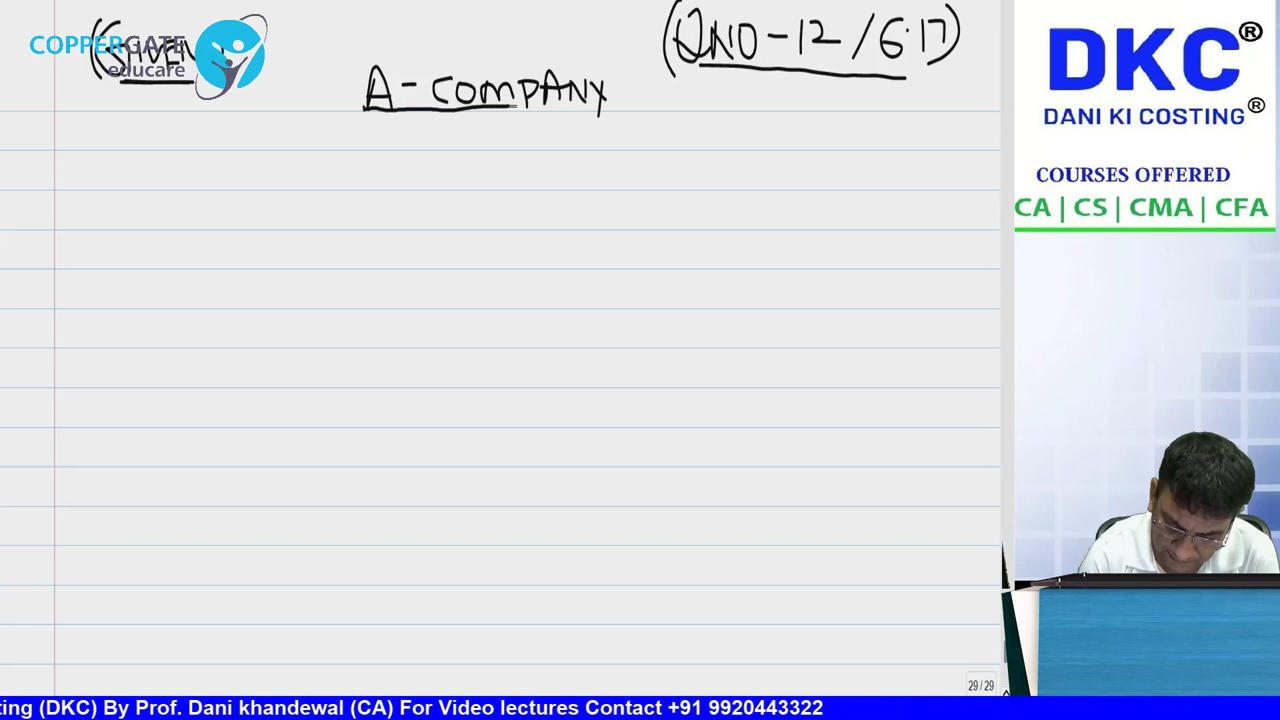 COPPERGATE
educare
(QNO-12/6.17)
A-COMPANY
DKC®
DANI KI COSTING®
COURSES OFFERED
CA | CS | CMA | CFA
29/29
ting (DKC) By Prof. Dani khandewal (CA) For Video lectures Contact +91 9920443322